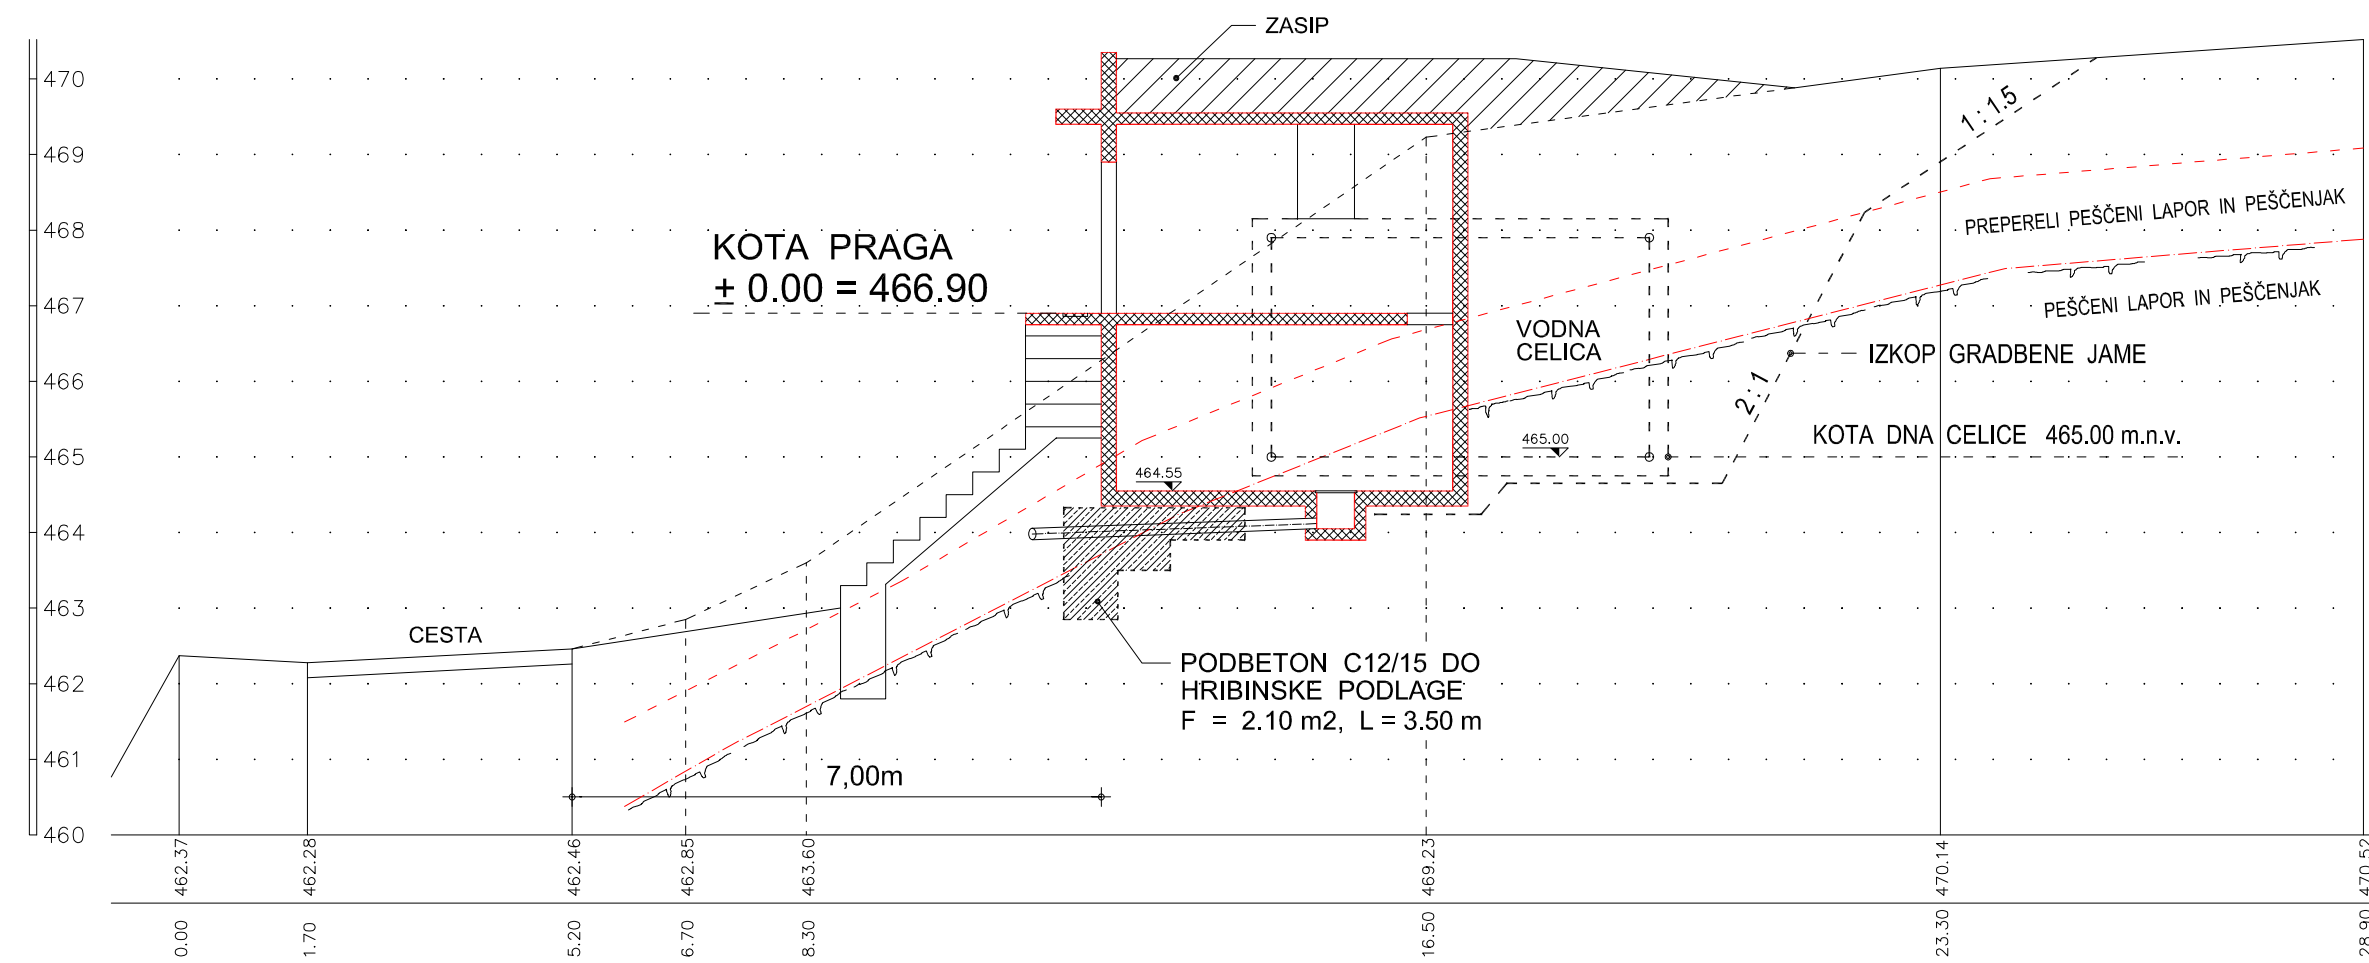 ZASIP
470
469
468
467
466
465
464
463
462
461
460
1:1.5
PREPERELI PEŠČENI LAPOR IN PEŠČENJAK
PEŠČENI LAPOR IN PEŠČENJAK
KOTA PRAGA
± 0.00 = 466.90
VODNA
CELICA
IZKOP GRADBENE JAME
2:1
KOTA DNA CELICE 465.00 m.n.v.
465.00
464.55
CESTA
PODBETON C12/15 DO
HRIBINSKE PODLAGE
F = 2.10 m2, L = 3.50 m
7,00m
462.37
462.28
462.46
462.85
463.60
469.23
470.14
470.52
0.00
1.70
5.20
6.70
8.30
16.50
23.30
28.90